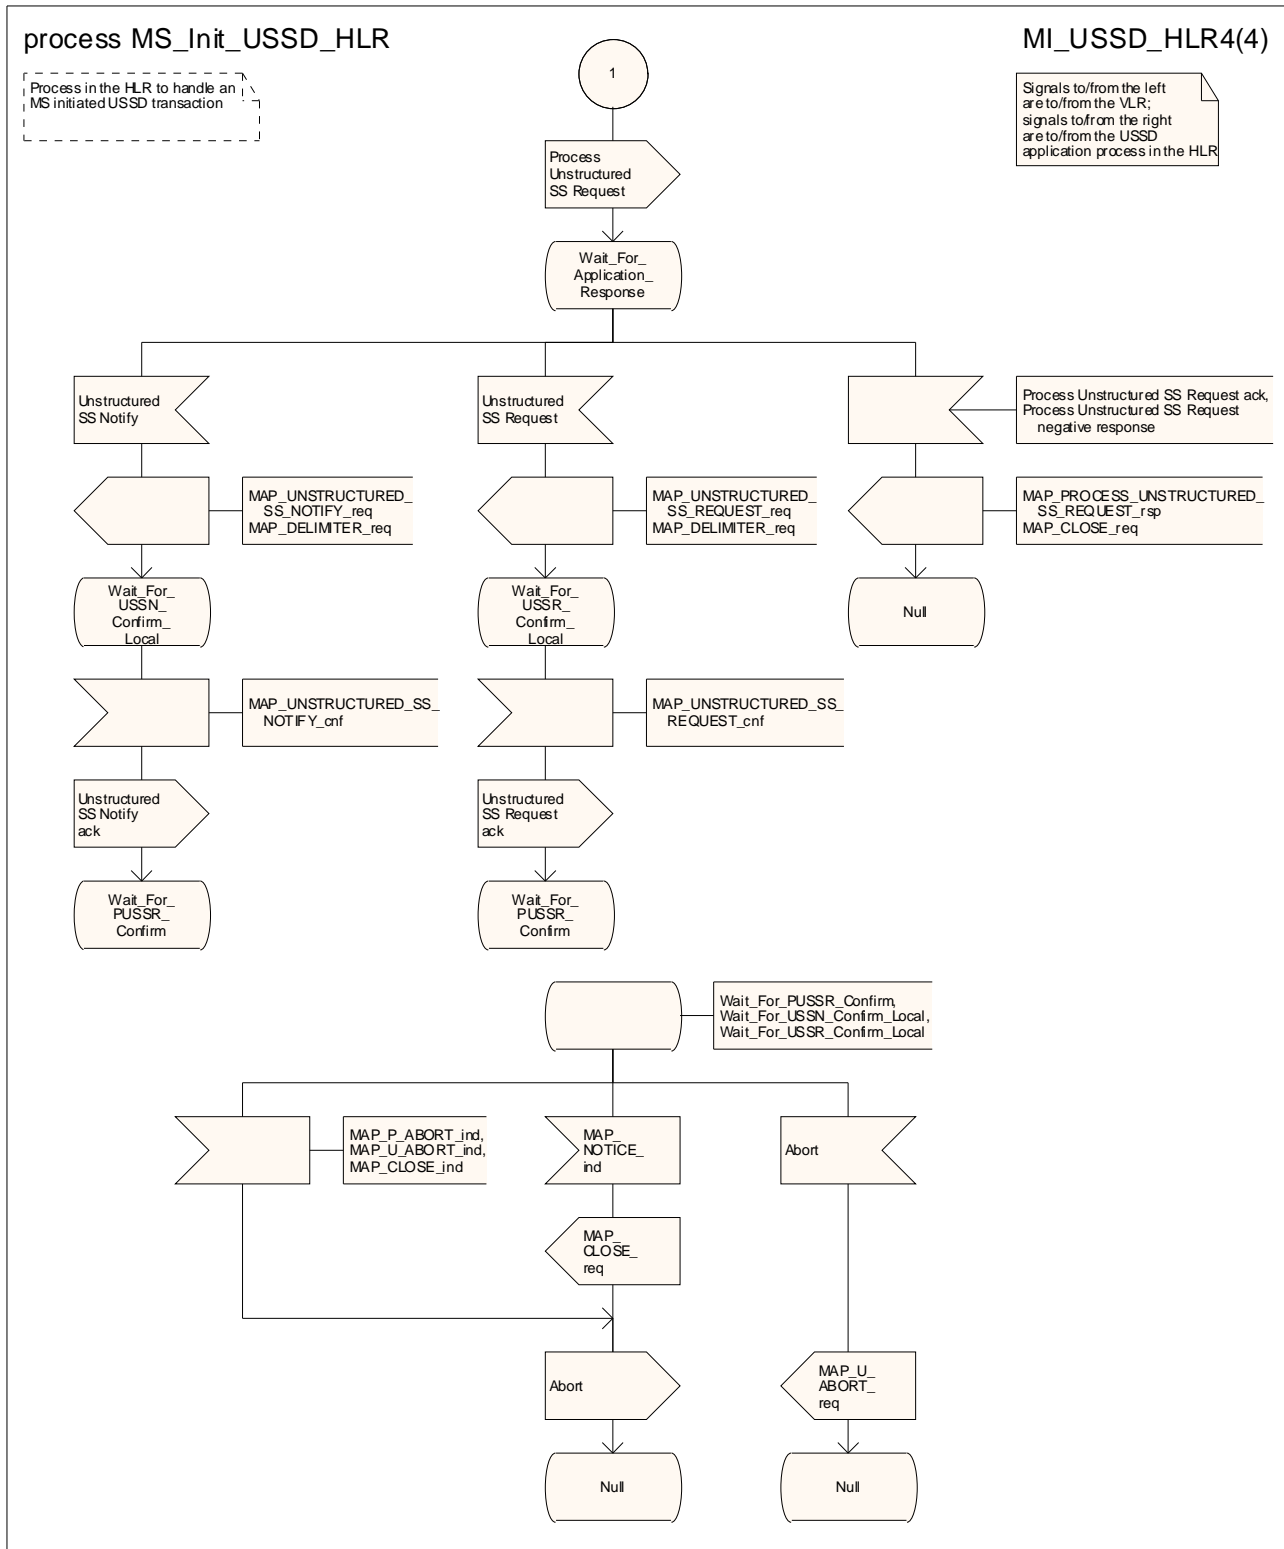 process MS_Init_USSD_HLR
MI_USSD_HLR4(4)
Process in the HLR to handle an
MS initiated USSD transaction
1
Signals to/from the left
are to/from the VLR;
signals to/from the right
are to/from the USSD
application process in the HLR
Process
Unstructured
SS Request
Wait_For_
Application_
Response
Unstructured
SS Notify
Unstructured
SS Request
Process Unstructured SS Request ack,
Process Unstructured SS Request
negative response
MAP_UNSTRUCTURED_
SS_NOTIFY_req
MAP_DELIMITER_req
MAP_UNSTRUCTURED_
SS_REQUEST_req
MAP_DELIMITER_req
MAP_PROCESS_UNSTRUCTURED_
SS_REQUEST_rsp
MAP_CLOSE_req
Wait_For_
USSN_
Confirm_
Local
Wait_For_
USSR_
Confirm_
Local
Null
MAP_UNSTRUCTURED_SS_
NOTIFY_cnf
MAP_UNSTRUCTURED_SS_
REQUEST_cnf
Unstructured
SS Notify
ack
Unstructured
SS Request
ack
Wait_For_
PUSSR_
Confirm
Wait_For_
PUSSR_
Confirm
Wait_For_PUSSR_Confirm,
Wait_For_USSN_Confirm_Local,
Wait_For_USSR_Confirm_Local
MAP_P_ABORT_ind,
MAP_U_ABORT_ind,
MAP_CLOSE_ind
MAP_
NOTICE_
ind
Abort
MAP_
CLOSE_
req
Abort
MAP_U_
ABORT_
req
Null
Null